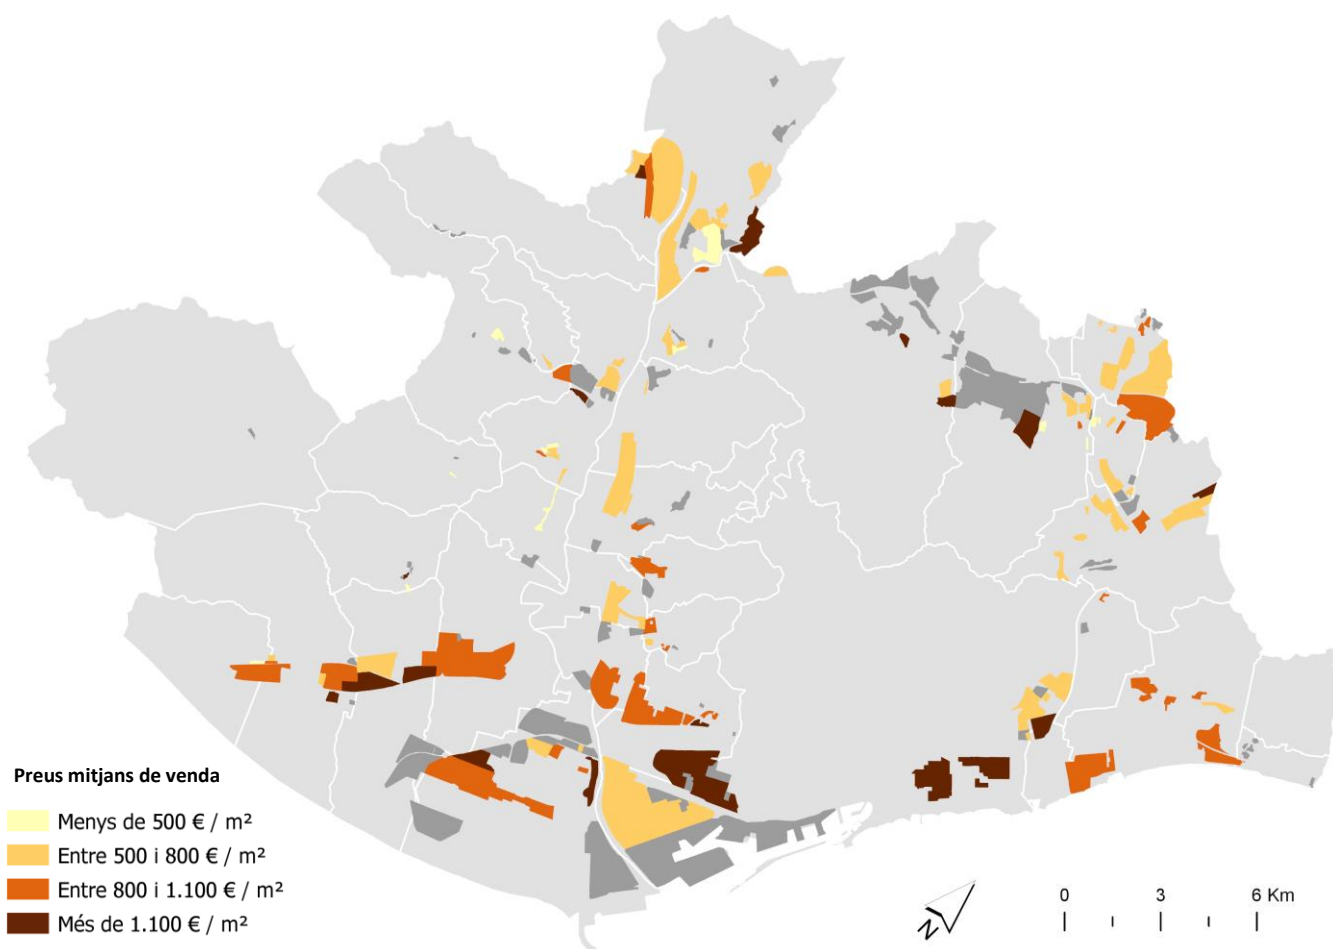 Preus mitjans de venda
Menys de 500 € / m²
Entre 500 i 800 € / m²
Entre 800 i 1.100 € / m²
Més de 1.100 € / m²
N
0 3 6 Km